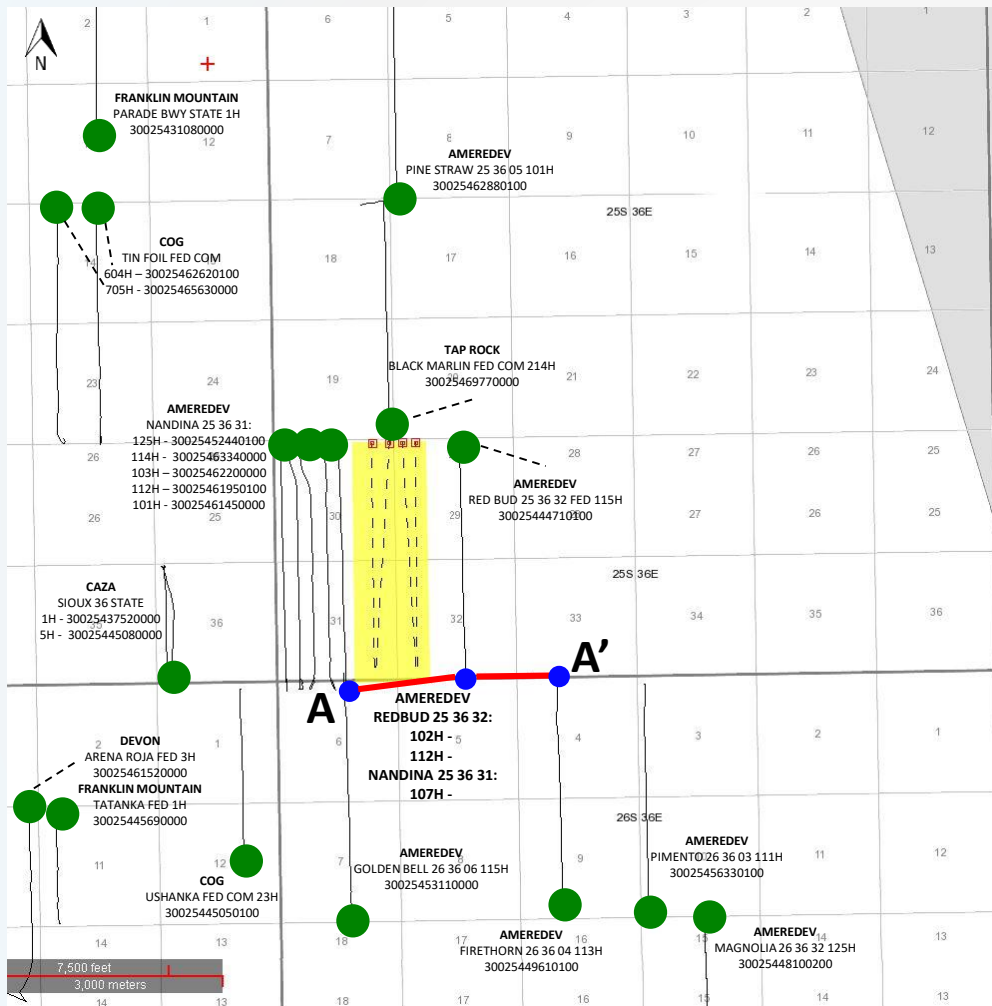 2
1
6
5
4
3
2
1
N
FRANKLIN MOUNTAIN
PARADE BWY STATE 1H
30025431080000
12
7
8
9
10
11
12
AMEREDEV
PINE STRAW 25 36 05 101H
30025462880100
25S 36E
COG
TIN FOIL FED COM
604H – 30025462620100
705H - 30025465630000
14
18
17
16
15
14
13
23
24
19
21
22
23
24
TAP ROCK
BLACK MARLIN FED COM 214H
30025469770000
AMEREDEV
NANDINA 25 36 31:
125H - 30025452440100
114H -  30025463340000
103H – 30025462200000
112H – 30025461950100
101H - 30025461450000
26
28
27
26
25
AMEREDEV
RED BUD 25 36 32 FED 115H
30025444710100
26
25
30
29
27
26
25
25S 36E
CAZA
SIOUX 36 STATE
1H - 30025437520000
5H -  30025445080000
35
36
31
32
33
34
35
36
A
A'
AMEREDEV
REDBUD 25 36 32:
102H -
112H -
NANDINA 25 36 31:
107H -
2
1
6
5
4
3
2
1
DEVON
ARENA ROJA FED 3H
30025461520000
FRANKLIN MOUNTAIN
TATANKA FED 1H
30025445690000
26S 36E
11
12
7
8
9
10
11
12
COG
USHANKA FED COM 23H
30025445050100
AMEREDEV
GOLDEN BELL 26 36 06 115H
30025453110000
AMEREDEV
PIMENTO 26 36 03 111H
30025456330100
AMEREDEV
FIRETHORN 26 36 04 113H
30025449610100
AMEREDEV
MAGNOLIA 26 36 32 125H
30025448100200
14
13
18
17
16
15
14
13
7,500 feet
3,000 meters
14
13
18
17
16
15
14
13